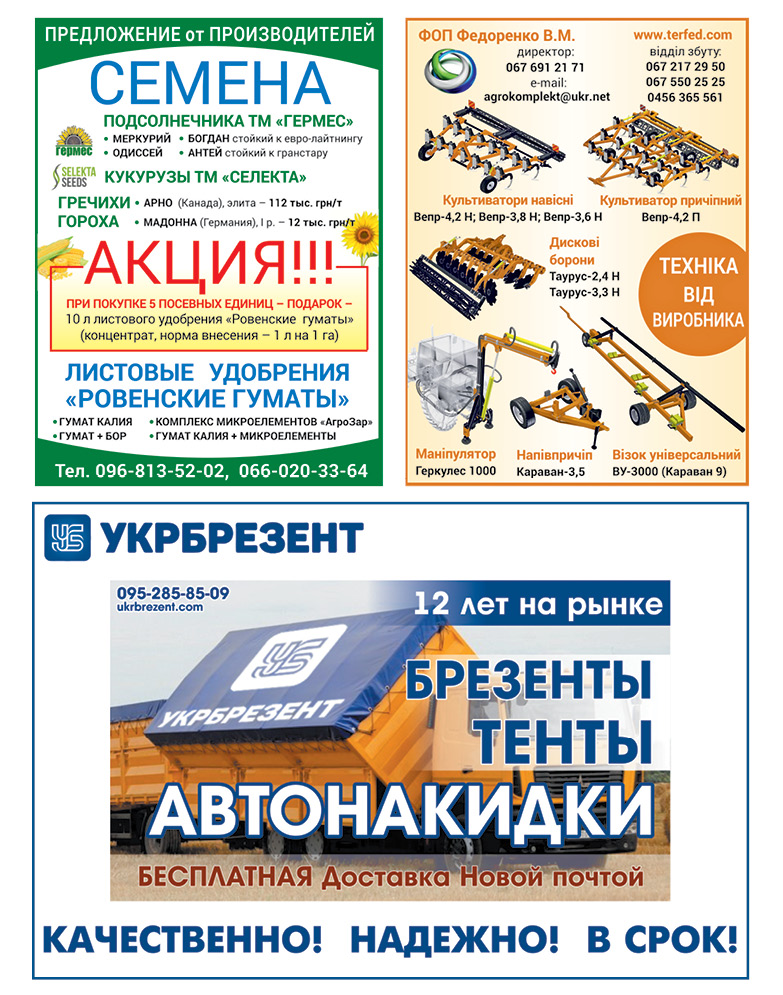 ПРЕДЛОЖЕНИЕ от ПРОИЗВОДИТЕЛЕЙ
СЕМЕНА
ПОДСОЛНЕЧНИКА ТМ «ГЕРМЕС»
гермес
• МЕРКУРИЙ • БОГДАН стойкий к евро-лайтнингу
• ОДИССЕЙ • АНТЕЙ стойкий к гранстару
SELEKTA
SEEDS
КУКУРУЗЫ ТМ «СЕЛЕКТА»
ГРЕЧИХИ • АРНО (Канада), элита – 112 тыс. грн/т
ГОРОХА • МАДОННА (Германия), I р. – 12 тыс. грн/т
АКЦИЯ!!!
ПРИ ПОКУПКЕ 5 ПОСЕВНЫХ ЕДИНИЦ – ПОДАРОК –
10 л листового удобрения «Ровенские гуматы»
(концентрат, норма внесения – 1 л на 1 га)
ЛИСТОВЫЕ УДОБРЕНИЯ
«РОВЕНСКИЕ ГУМАТЫ»
• ГУМАТ КАЛИЯ • КОМПЛЕКС МИКРОЕЛЕМЕНТОВ «АгроЗар»
• ГУМАТ + БОР • ГУМАТ КАЛИЯ + МИКРОЕЛЕМЕНТЫ
Тел. 096-813-52-02, 066-020-33-64
ФОП Федоренко В.М.
директор:
067 691 21 71
e-mail:
agrokomplekt@ukr.net
www.terfed.com
відділ збуту:
067 217 29 50
067 550 25 25
0456 365 561
Культиватори навісні
Вепр-4,2 Н; Вепр-3,8 Н; Вепр-3,6 Н
Культиватор причіпний
Вепр-4,2 П
Дискові
борони
Таурус-2,4 Н
Таурус-3,3 Н
ТЕХНІКА
ВІД
ВИРОБНИКА
Маніпулятор
Геркулес 1000
Напівпричіп
Караван-3,5
Візок універсальний
ВУ-3000 (Караван 9)
УБ УКРБРЕЗЕНТ
095-285-85-09
ukrbrezent.com
12 лет на рынке
УБ
УКРБРЕЗЕНТ
БРЕЗЕНТЫ
ТЕНТЫ
АВТОНАКИДКИ
БЕСПЛАТНАЯ Доставка Новой почтой
КАЧЕСТВЕННО! НАДЕЖНО! В СРОК!